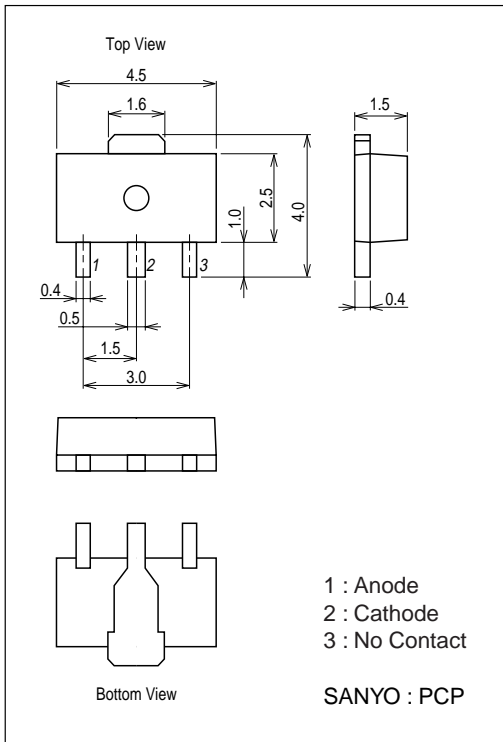 Top View
4.5
1.6
1.5
2.5
4.0
1.0
1 2 3
0.4
0.5
1.5
3.0
0.4
1 : Anode
2 : Cathode
3 : No Contact
SANYO : PCP
Bottom View